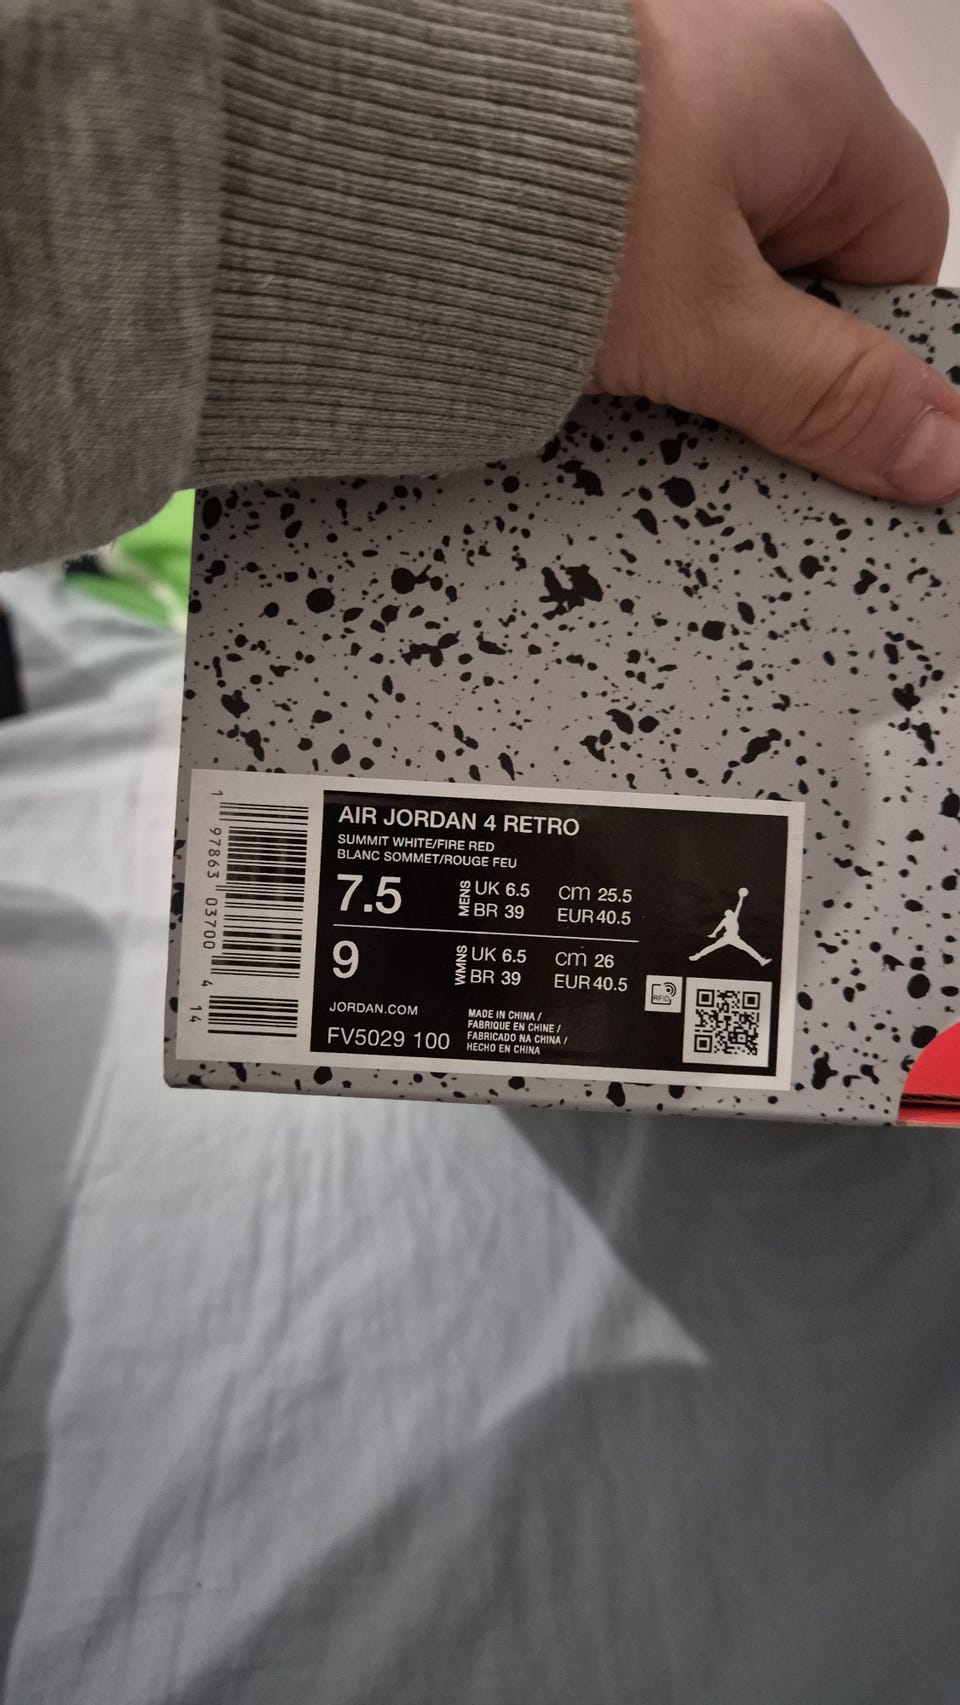 AIR JORDAN 4 RETRO
SUMMIT WHITE/FIRE RED
BLANC SOMMET/ROUGE FEU
7.5 MENS UK 6.5 cm 25.5
BR 39 EUR 40.5
9 WMNS UK 6.5 cm 26
BR 39 EUR 40.5
JORDAN.COM
FV5029 100
MADE IN CHINA /
FABRIQUE EN CHINE /
FABRICADO NA CHINA /
HECHO EN CHINA
RFID
1 97863 03700 4 14